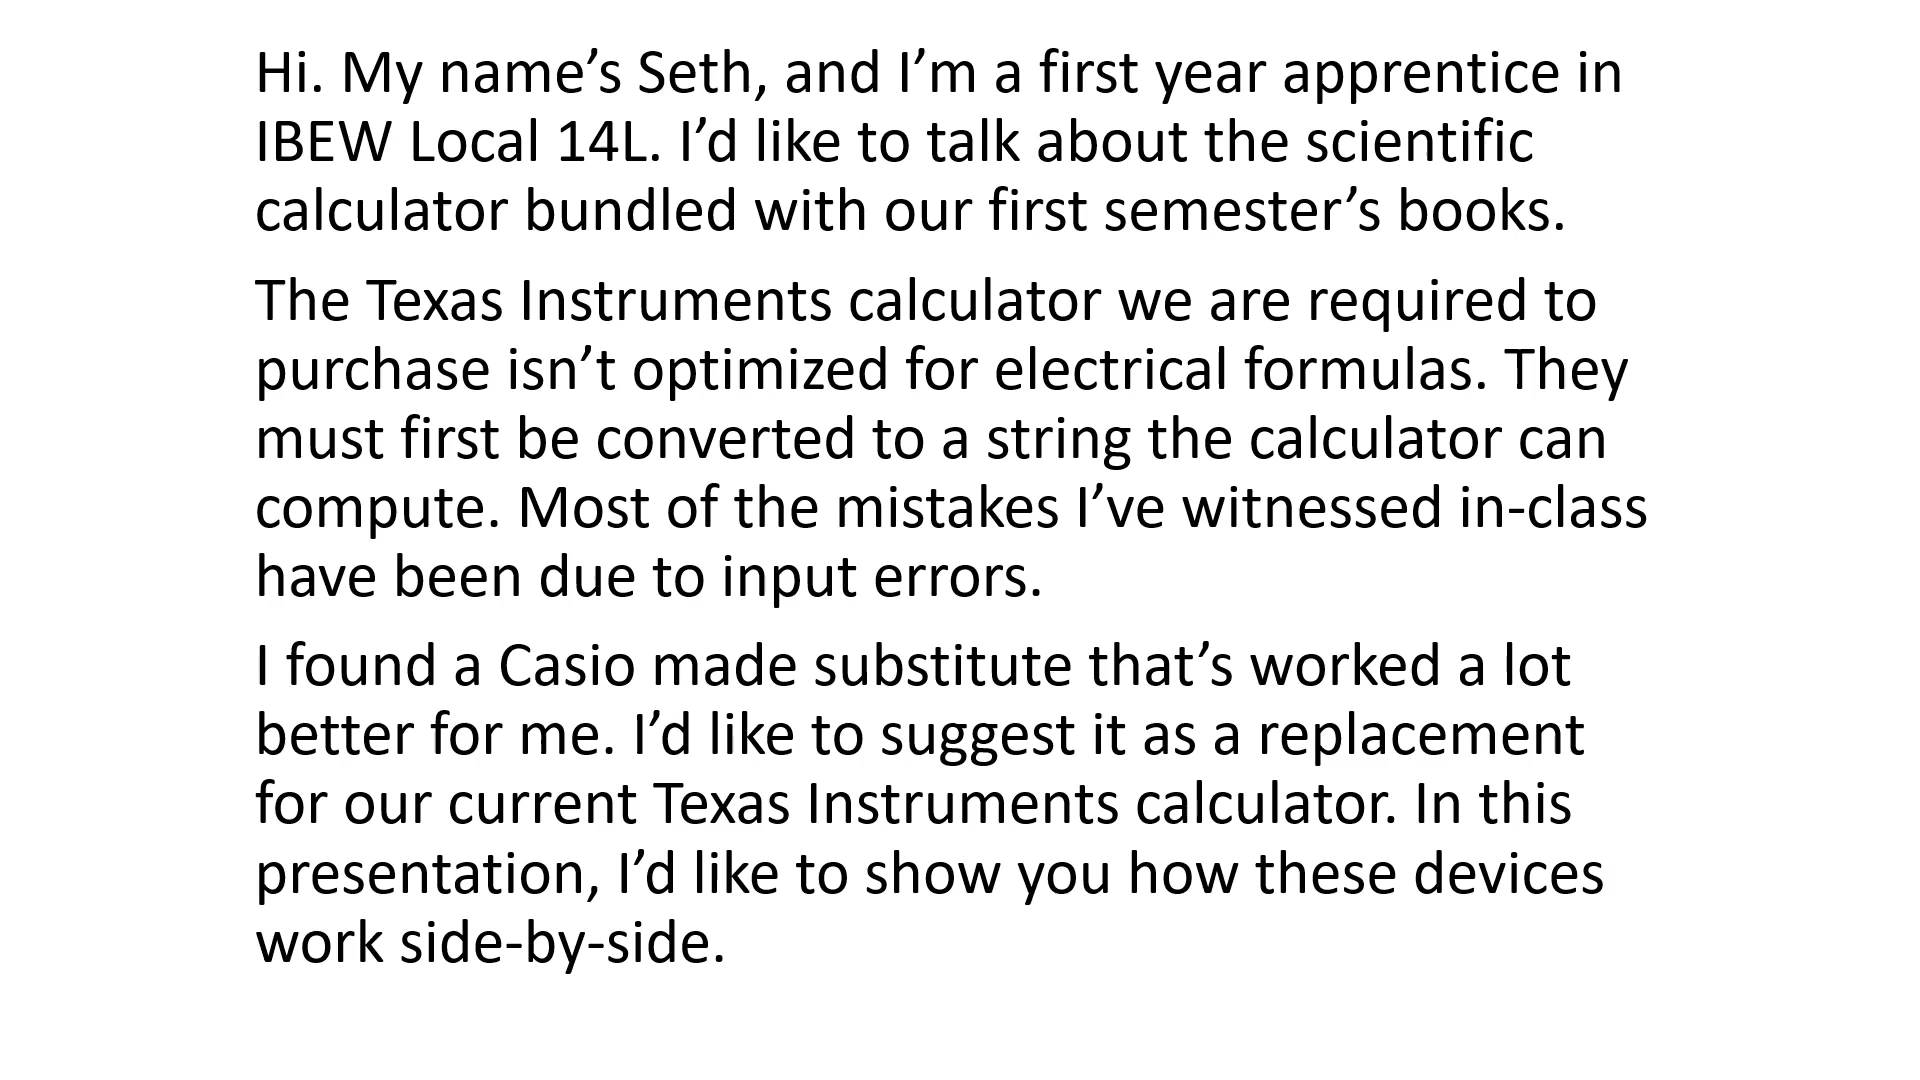 Hi. My name’s Seth, and I’m a first year apprentice in
IBEW Local 14L. I’d like to talk about the scientific
calculator bundled with our first semester’s books.
The Texas Instruments calculator we are required to
purchase isn’t optimized for electrical formulas. They
must first be converted to a string the calculator can
compute. Most of the mistakes I’ve witnessed in-class
have been due to input errors.
I found a Casio made substitute that’s worked a lot
better for me. I’d like to suggest it as a replacement
for our current Texas Instruments calculator. In this
presentation, I’d like to show you how these devices
work side-by-side.